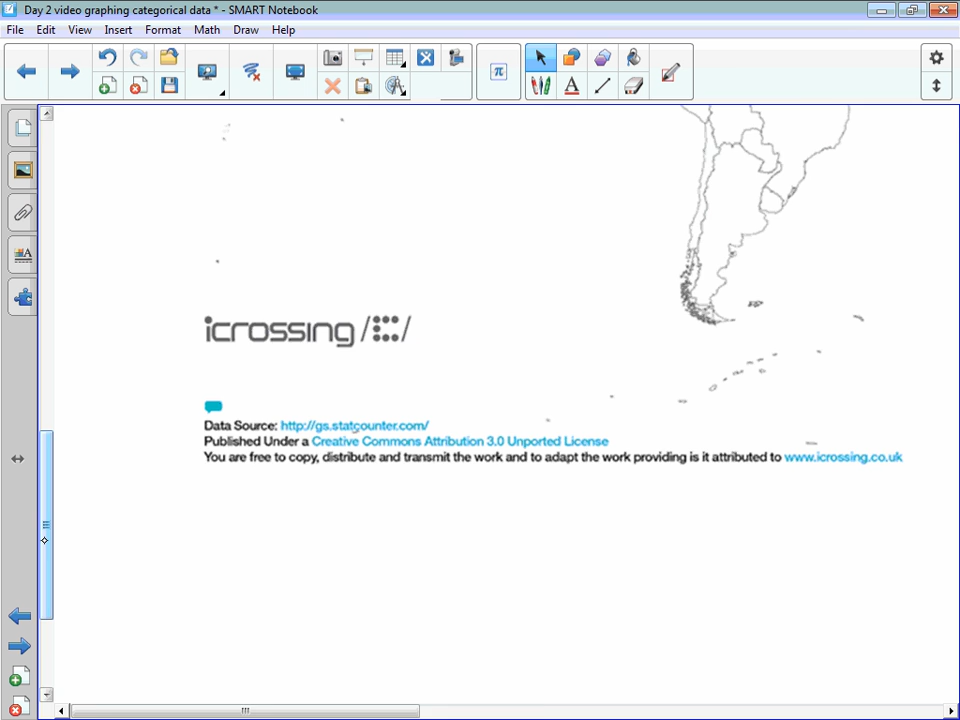 Day 2 video graphing categorical data * - SMART Notebook
File Edit View Insert Format Math Draw Help
icrossing /C/
Data Source: http://gs.statcounter.com/
Published Under a Creative Commons Attribution 3.0 Unported License
You are free to copy, distribute and transmit the work and to adapt the work providing is it attributed to www.icrossing.co.uk